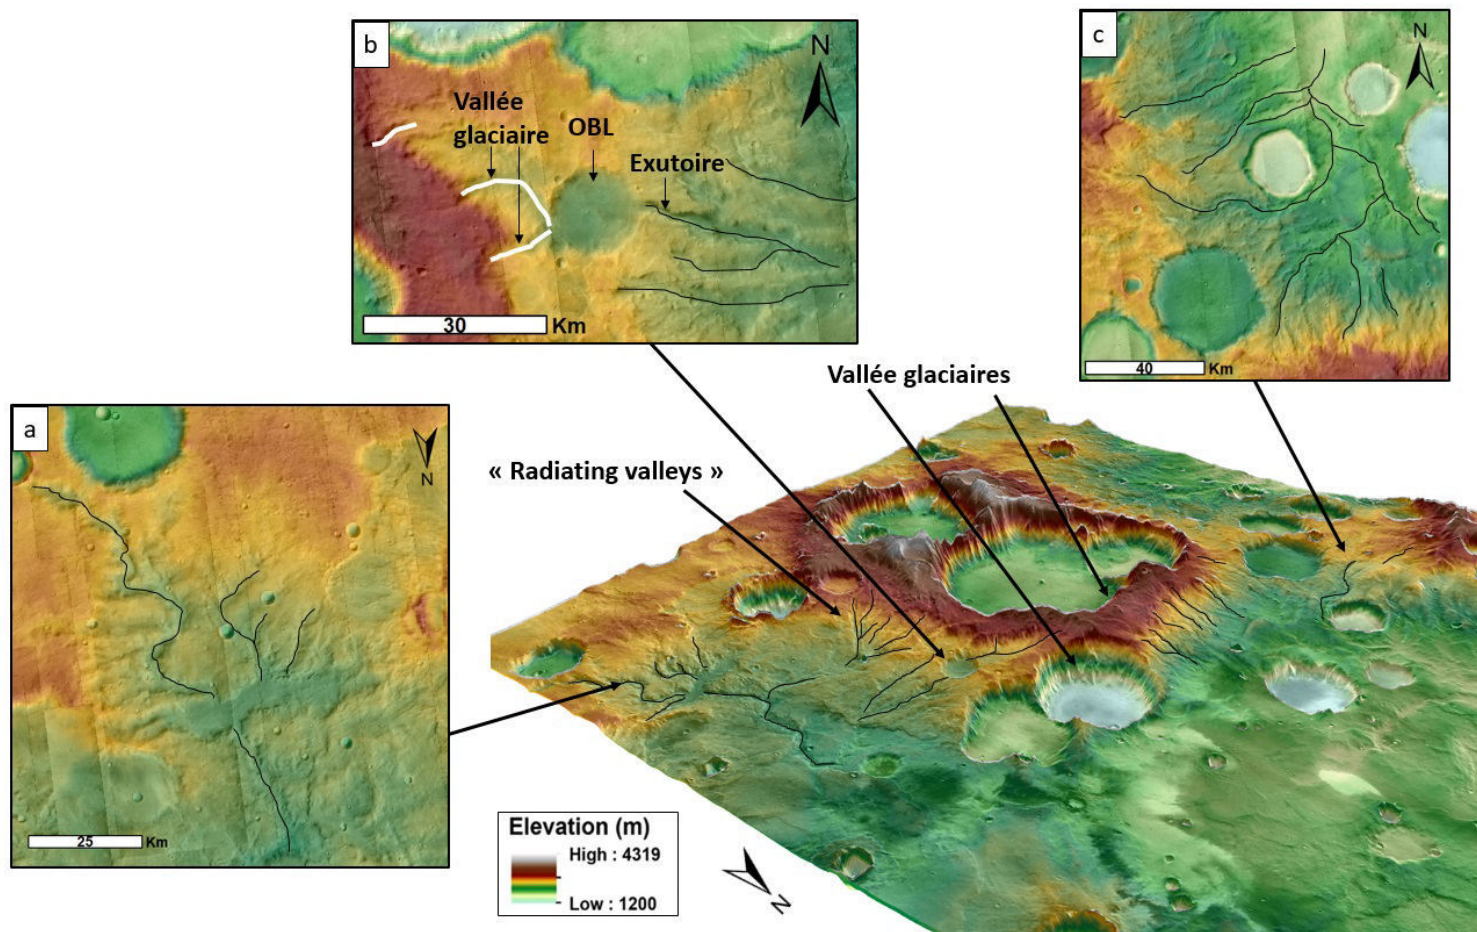 b
N
Vallée
glaciaire
OBL
Exutoire
30 Km
c
N
40 Km
a
N
25 Km
Vallée glaciaires
« Radiating valleys »
Elevation (m)
High : 4319
Low : 1200
N